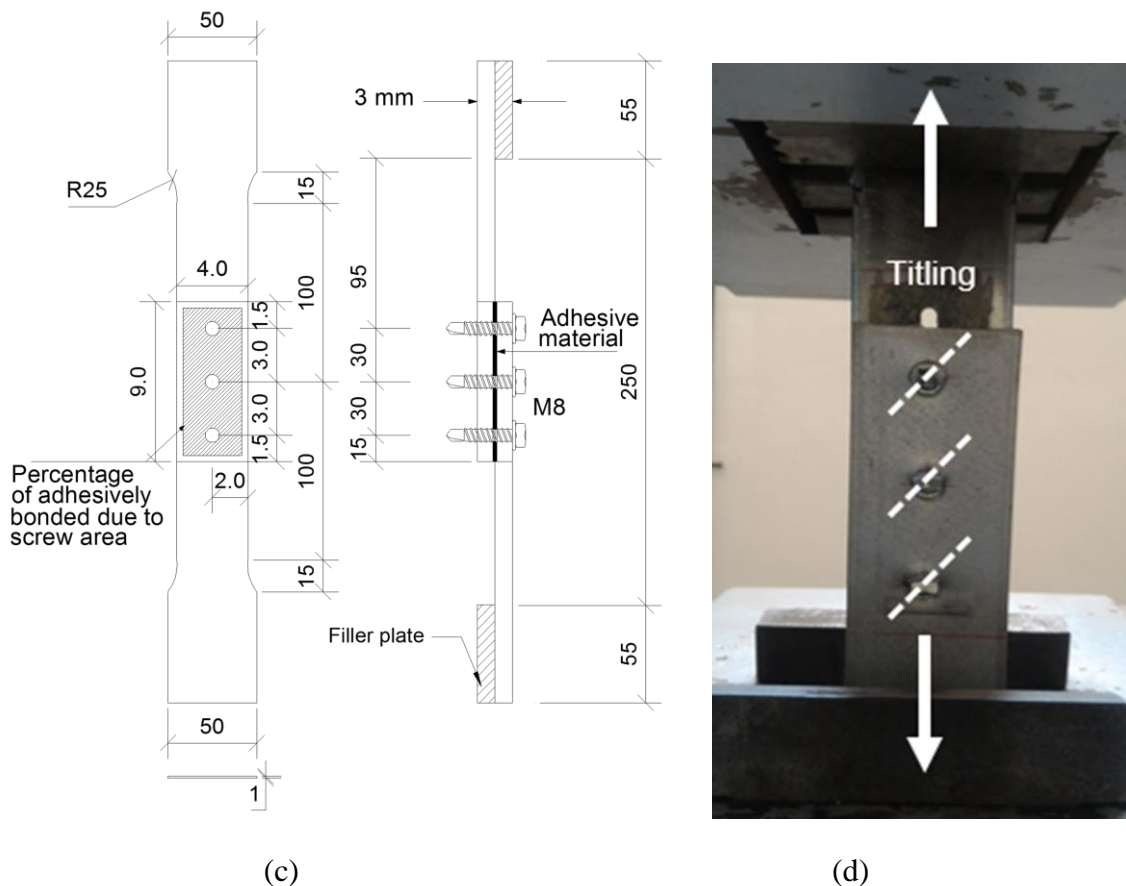 50
R25
15
4.0
100
1.5
3.0
9.0
3.0
1.5
2.0
100
Percentage
of adhesively
bonded due to
screw area
15
50
1
3 mm
55
95
Adhesive
material
30
250
M8
30
15
Filler plate
55
Titling
(c)
(d)